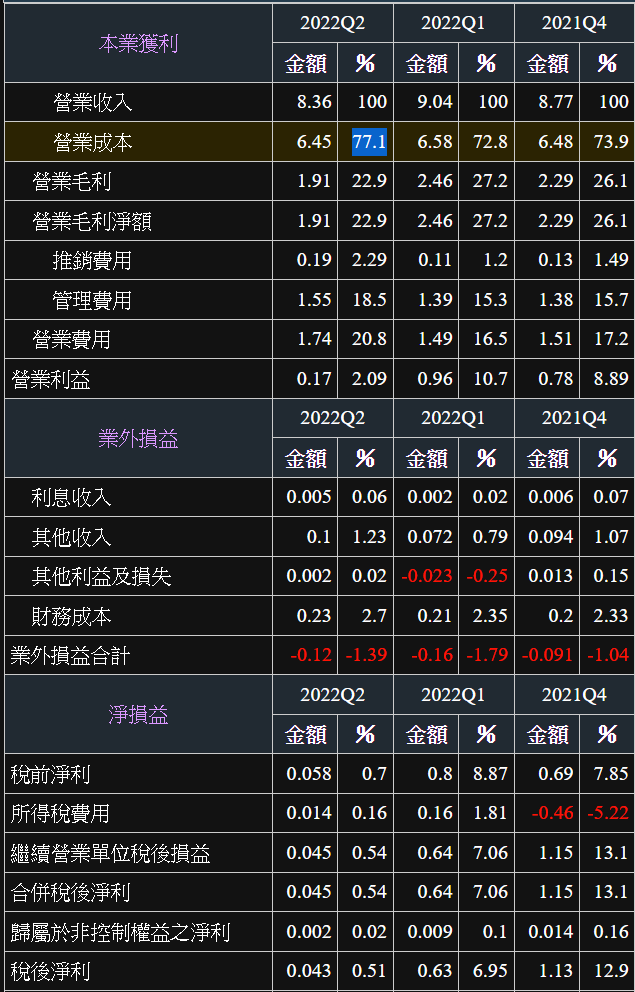 本業獲利 2022Q2 2022Q1 2021Q4
金額 % 金額 % 金額 %
營業收入 8.36 100 9.04 100 8.77 100
營業成本 6.45 77.1 6.58 72.8 6.48 73.9
營業毛利 1.91 22.9 2.46 27.2 2.29 26.1
營業毛利淨額 1.91 22.9 2.46 27.2 2.29 26.1
推銷費用 0.19 2.29 0.11 1.2 0.13 1.49
管理費用 1.55 18.5 1.39 15.3 1.38 15.7
營業費用 1.74 20.8 1.49 16.5 1.51 17.2
營業利益 0.17 2.09 0.96 10.7 0.78 8.89
業外損益 2022Q2 2022Q1 2021Q4
金額 % 金額 % 金額 %
利息收入 0.005 0.06 0.002 0.02 0.006 0.07
其他收入 0.1 1.23 0.072 0.79 0.094 1.07
其他利益及損失 0.002 0.02 -0.023 -0.25 0.013 0.15
財務成本 0.23 2.7 0.21 2.35 0.2 2.33
業外損益合計 -0.12 -1.39 -0.16 -1.79 -0.091 -1.04
淨損益 2022Q2 2022Q1 2021Q4
金額 % 金額 % 金額 %
稅前淨利 0.058 0.7 0.8 8.87 0.69 7.85
所得稅費用 0.014 0.16 0.16 1.81 -0.46 -5.22
繼續營業單位稅後損益 0.045 0.54 0.64 7.06 1.15 13.1
合併稅後淨利 0.045 0.54 0.64 7.06 1.15 13.1
歸屬於非控制權益之淨利 0.002 0.02 0.009 0.1 0.014 0.16
稅後淨利 0.043 0.51 0.63 6.95 1.13 12.9